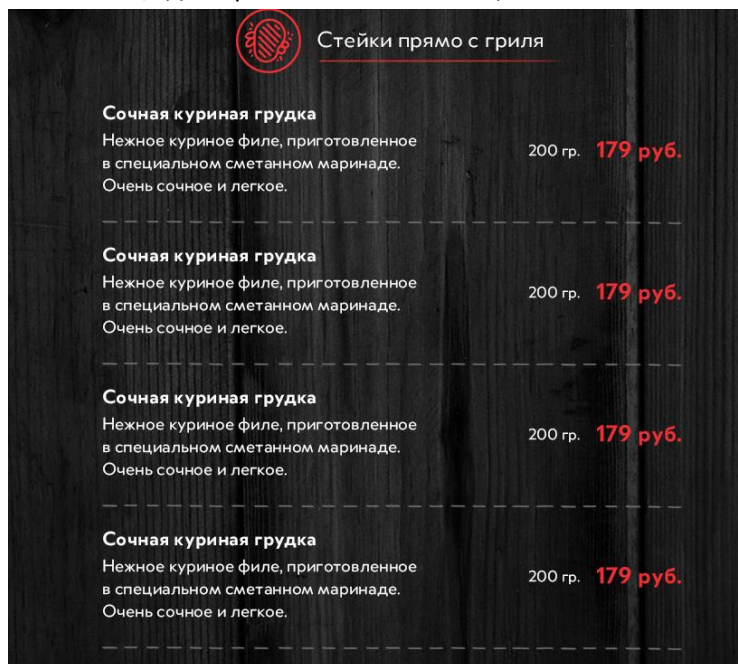 Стейки прямо с гриля
Сочная куриная грудка
Нежное куриное филе, приготовленное
в специальном сметанном маринаде.
Очень сочное и легкое.
200 гр. 179 руб.
Сочная куриная грудка
Нежное куриное филе, приготовленное
в специальном сметанном маринаде.
Очень сочное и легкое.
200 гр. 179 руб.
Сочная куриная грудка
Нежное куриное филе, приготовленное
в специальном сметанном маринаде.
Очень сочное и легкое.
200 гр. 179 руб.
Сочная куриная грудка
Нежное куриное филе, приготовленное
в специальном сметанном маринаде.
Очень сочное и легкое.
200 гр. 179 руб.